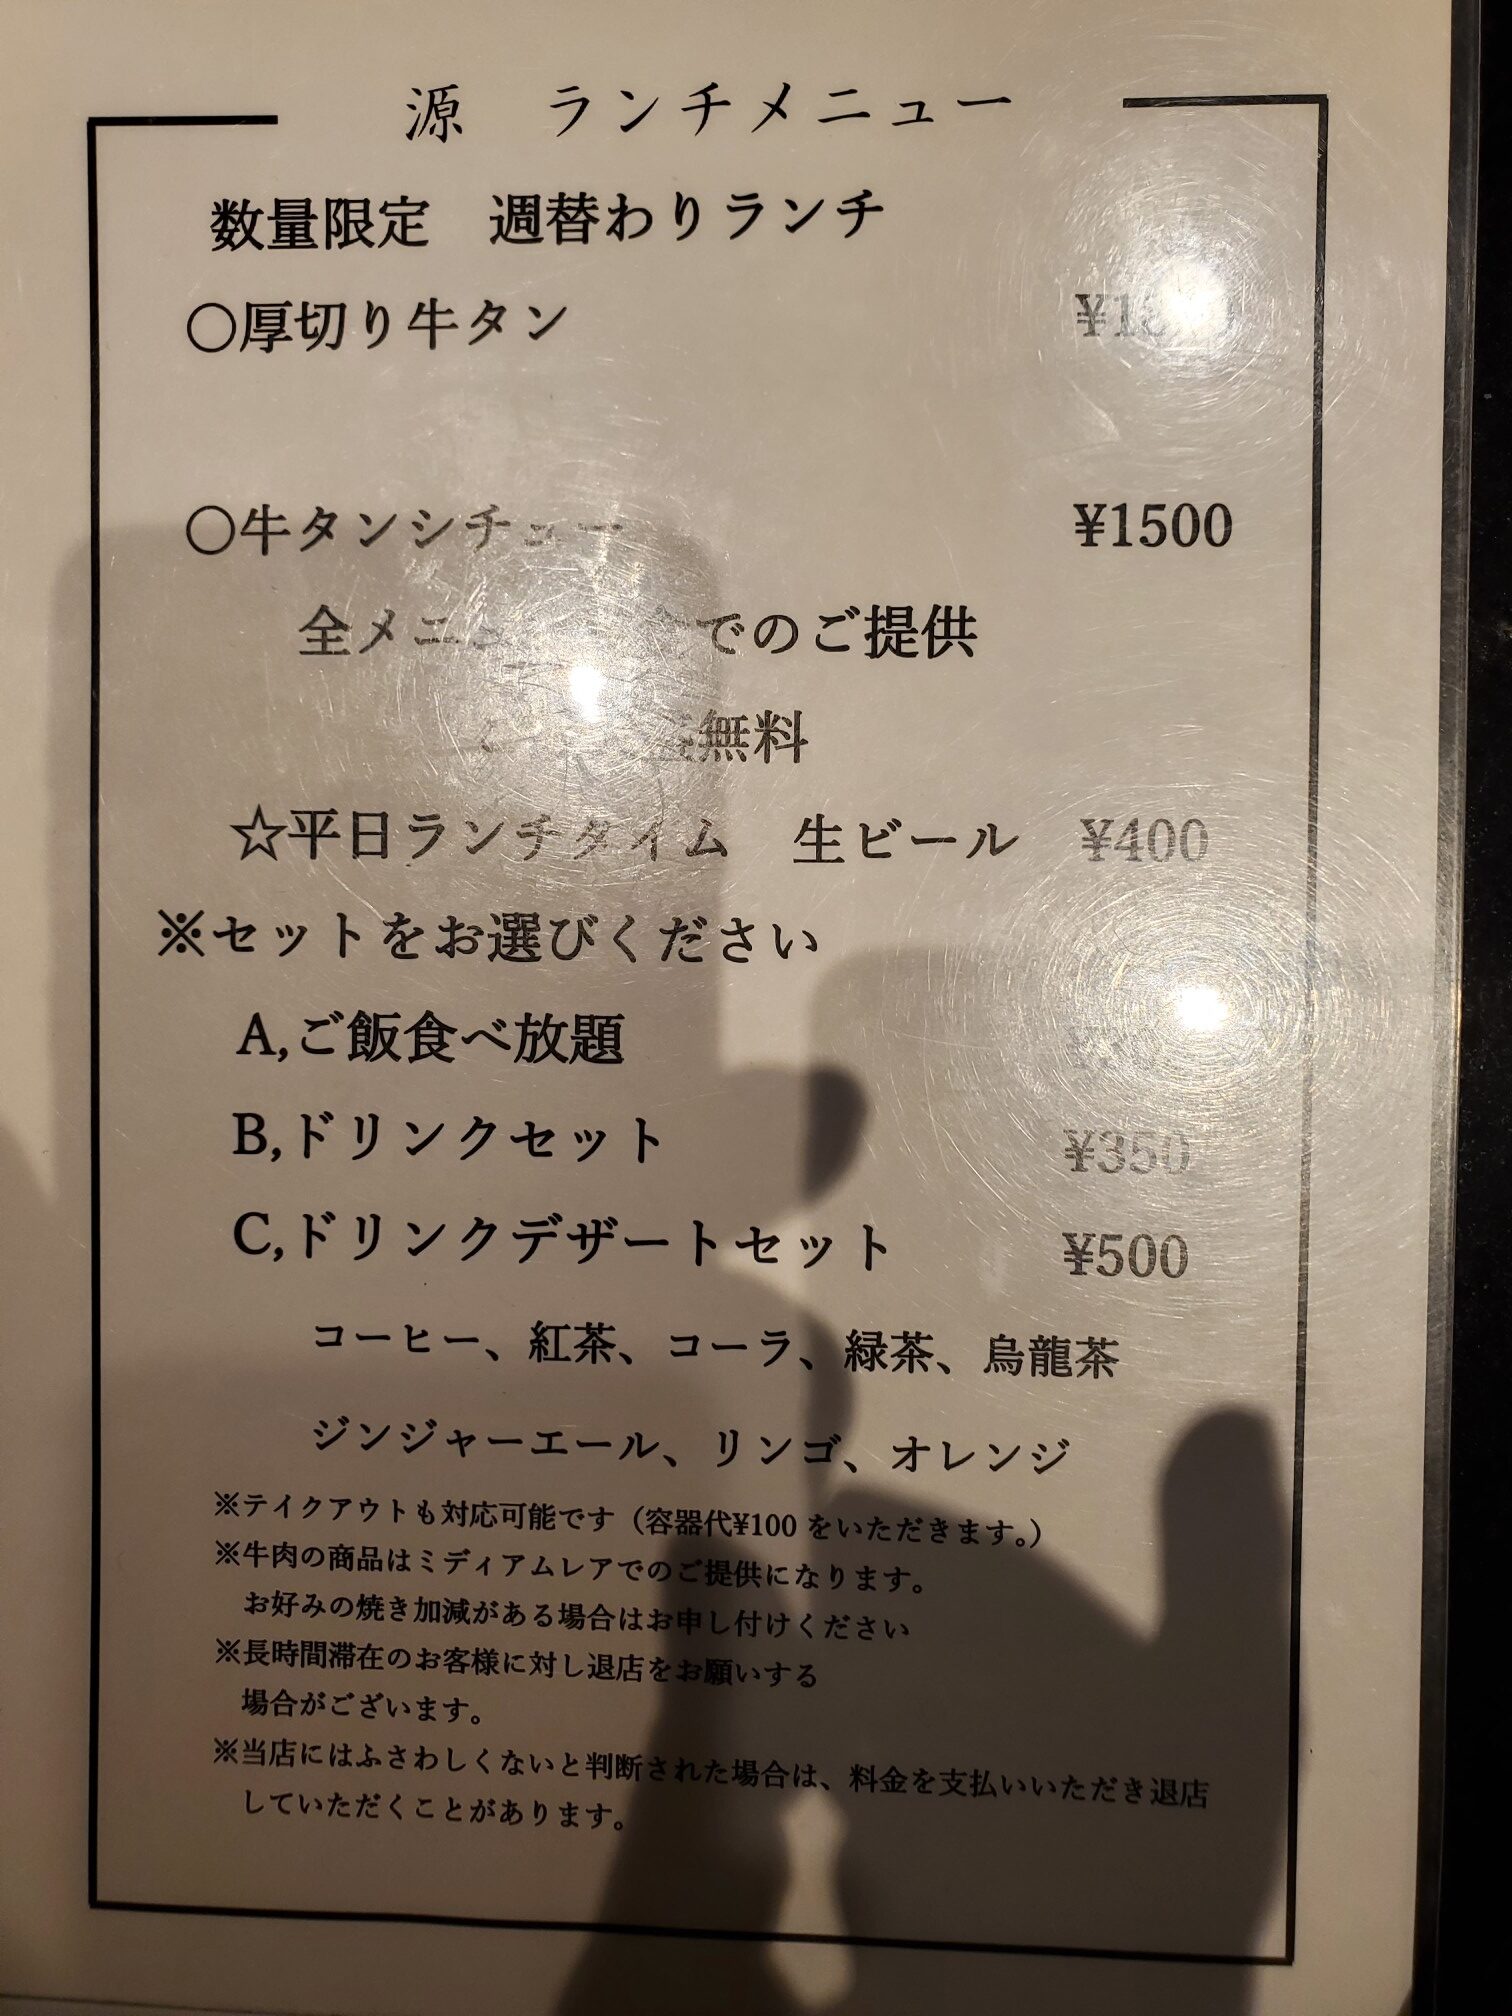 源　ランチメニュー
数量限定　週替わりランチ
〇厚切り牛タン
〇牛タンシチュー ¥1500
全メニュー でのご提供
無料
☆平日ランチタイム　生ビール ¥400
※セットをお選びください
A,ご飯食べ放題
B,ドリンクセット ¥350
C,ドリンクデザートセット ¥500
コーヒー、紅茶、コーラ、緑茶、烏龍茶
ジンジャーエール、リンゴ、オレンジ
※テイクアウトも対応可能です（容器代¥100をいただきます。）
※牛肉の商品はミディアムレアでのご提供になります。
お好みの焼き加減がある場合はお申し付けください
※長時間滞在のお客様に対し退店をお願いする
場合がございます。
※当店にはふさわしくないと判断された場合は、料金を支払いいただき退店
していただくことがあります。